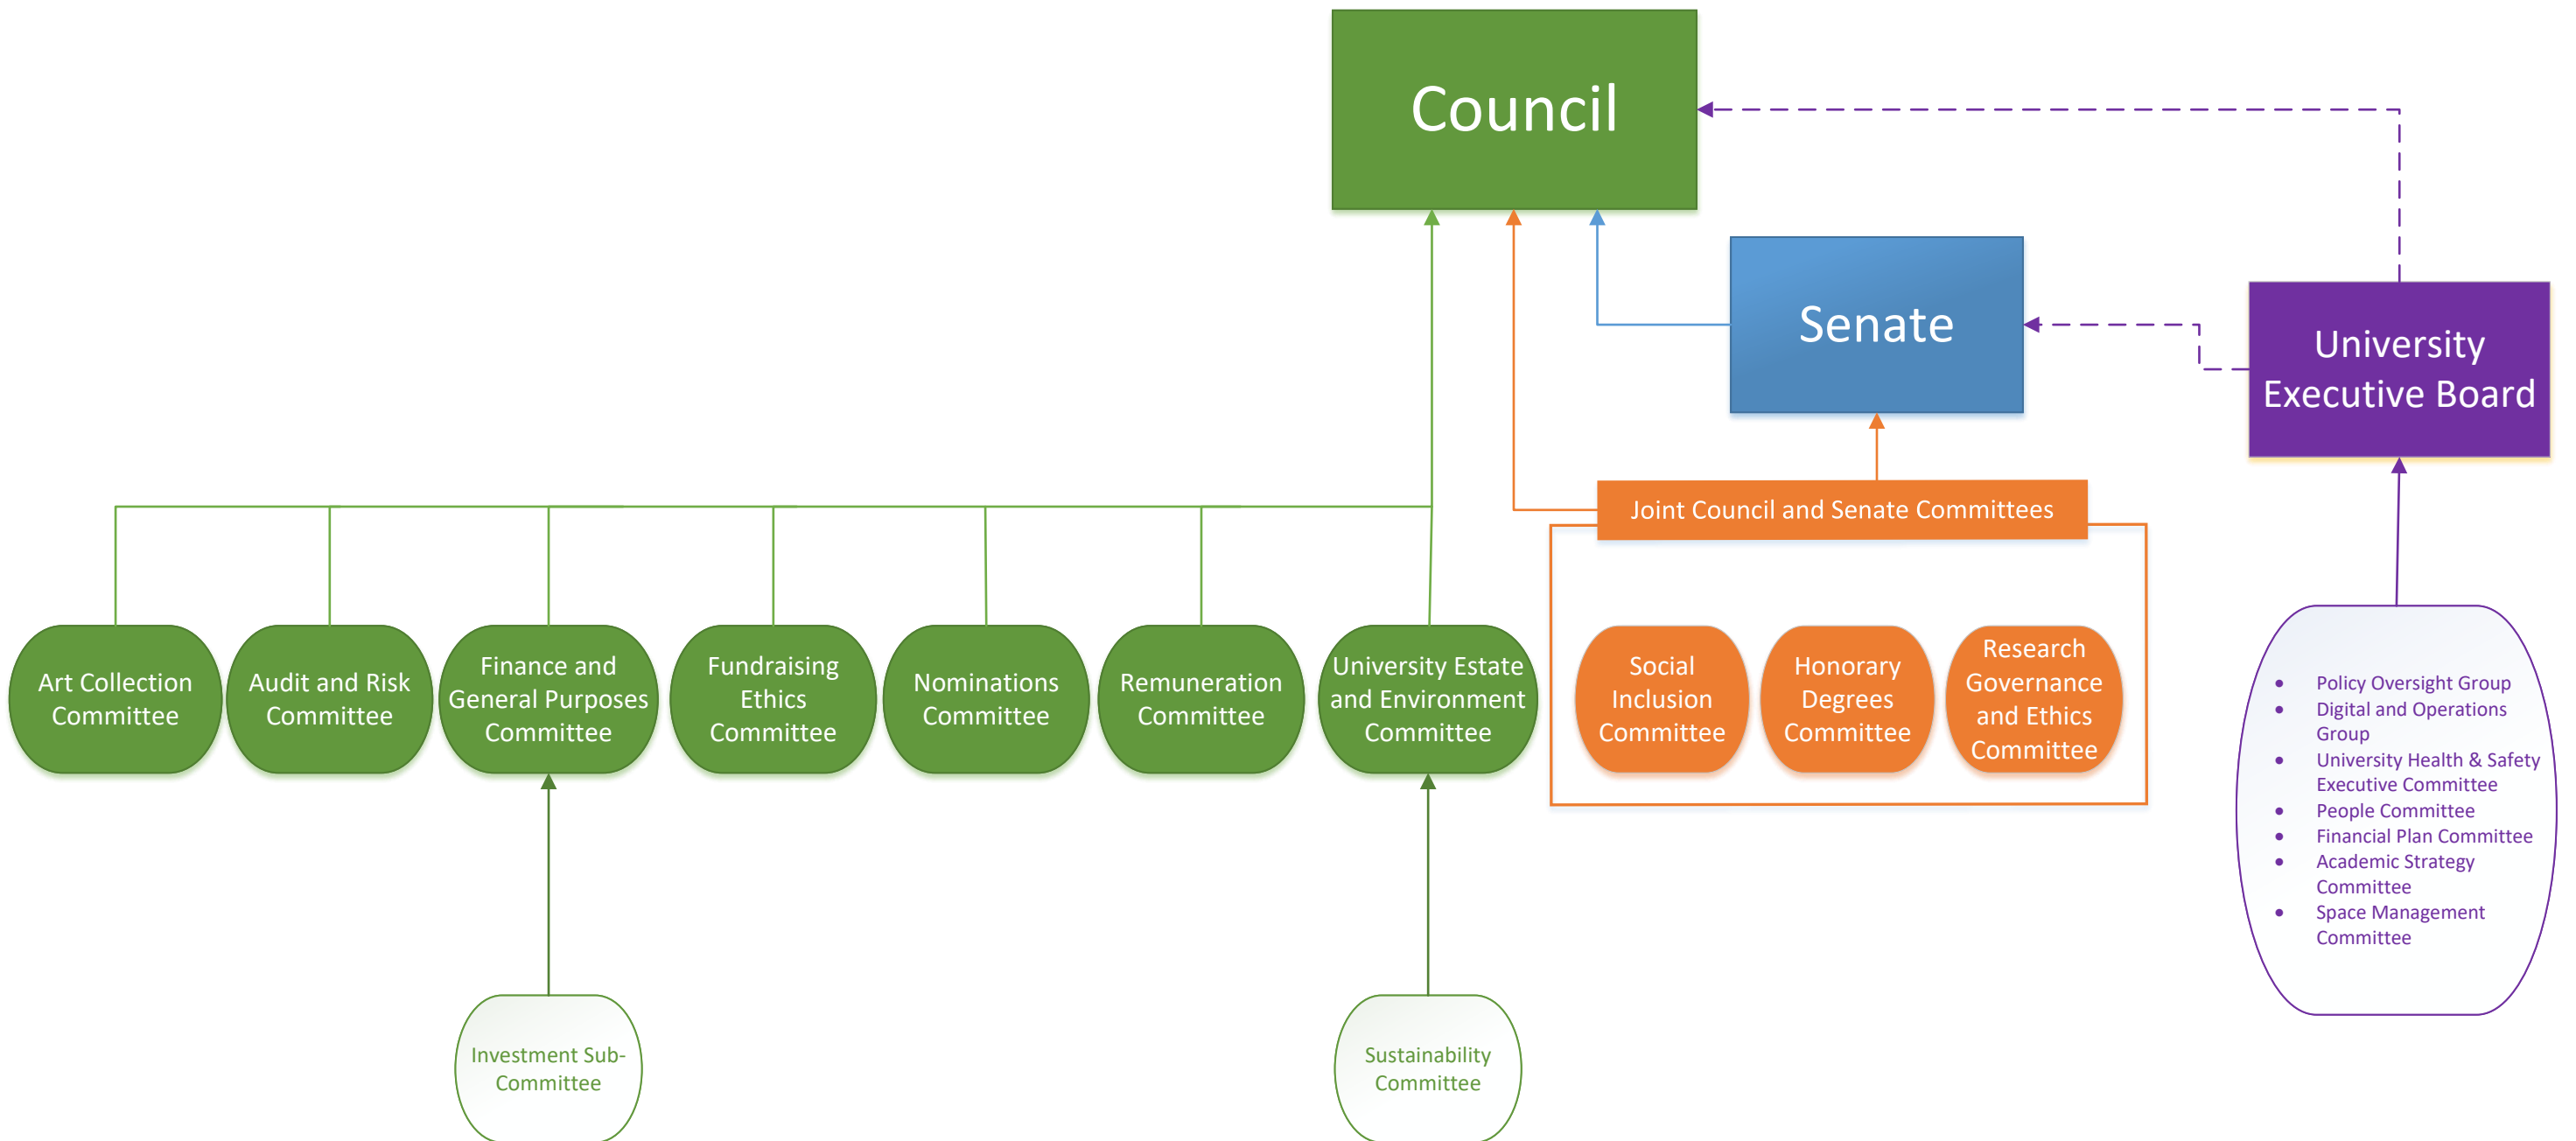 Council
Senate
University
Executive Board
Joint Council and Senate Committees
Art Collection
Committee
Audit and Risk
Committee
Finance and
General Purposes
Committee
Fundraising
Ethics
Committee
Nominations
Committee
Remuneration
Committee
University Estate
and Environment
Committee
Social
Inclusion
Committee
Honorary
Degrees
Committee
Research
Governance
and Ethics
Committee
• Policy Oversight Group
• Digital and Operations
Group
• University Health & Safety
Executive Committee
• People Committee
• Financial Plan Committee
• Academic Strategy
Committee
• Space Management
Committee
Investment Sub-
Committee
Sustainability
Committee